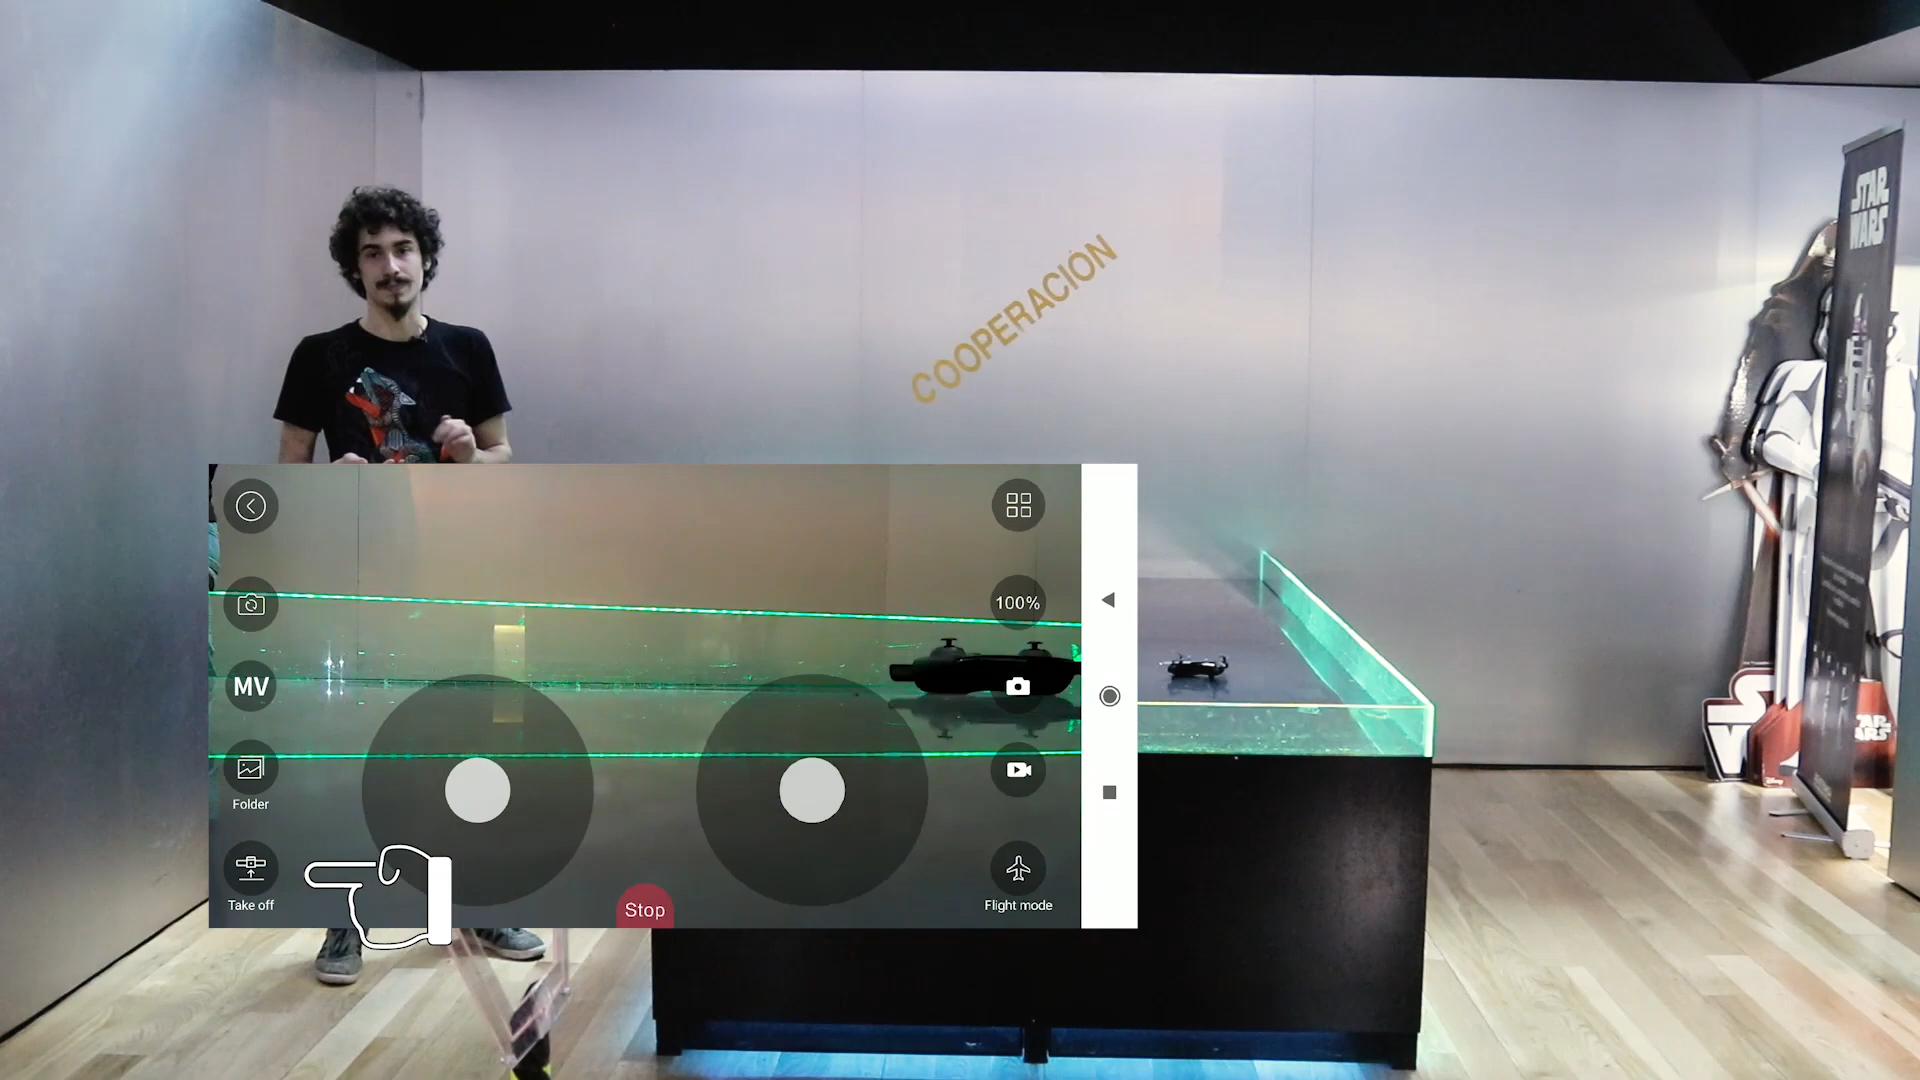 COOPERACIÓN
STAR
WARS
100%
MV
Folder
Take off
Stop
Flight mode